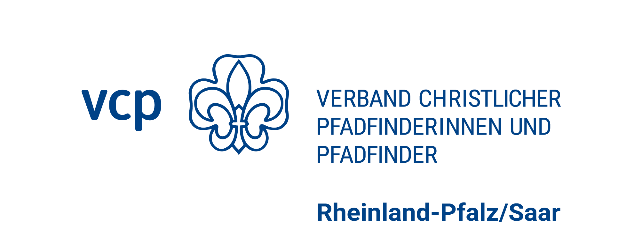 vcp
VERBAND CHRISTLICHER
PFADFINDERINNEN UND
PFADFINDER
Rheinland-Pfalz/Saar